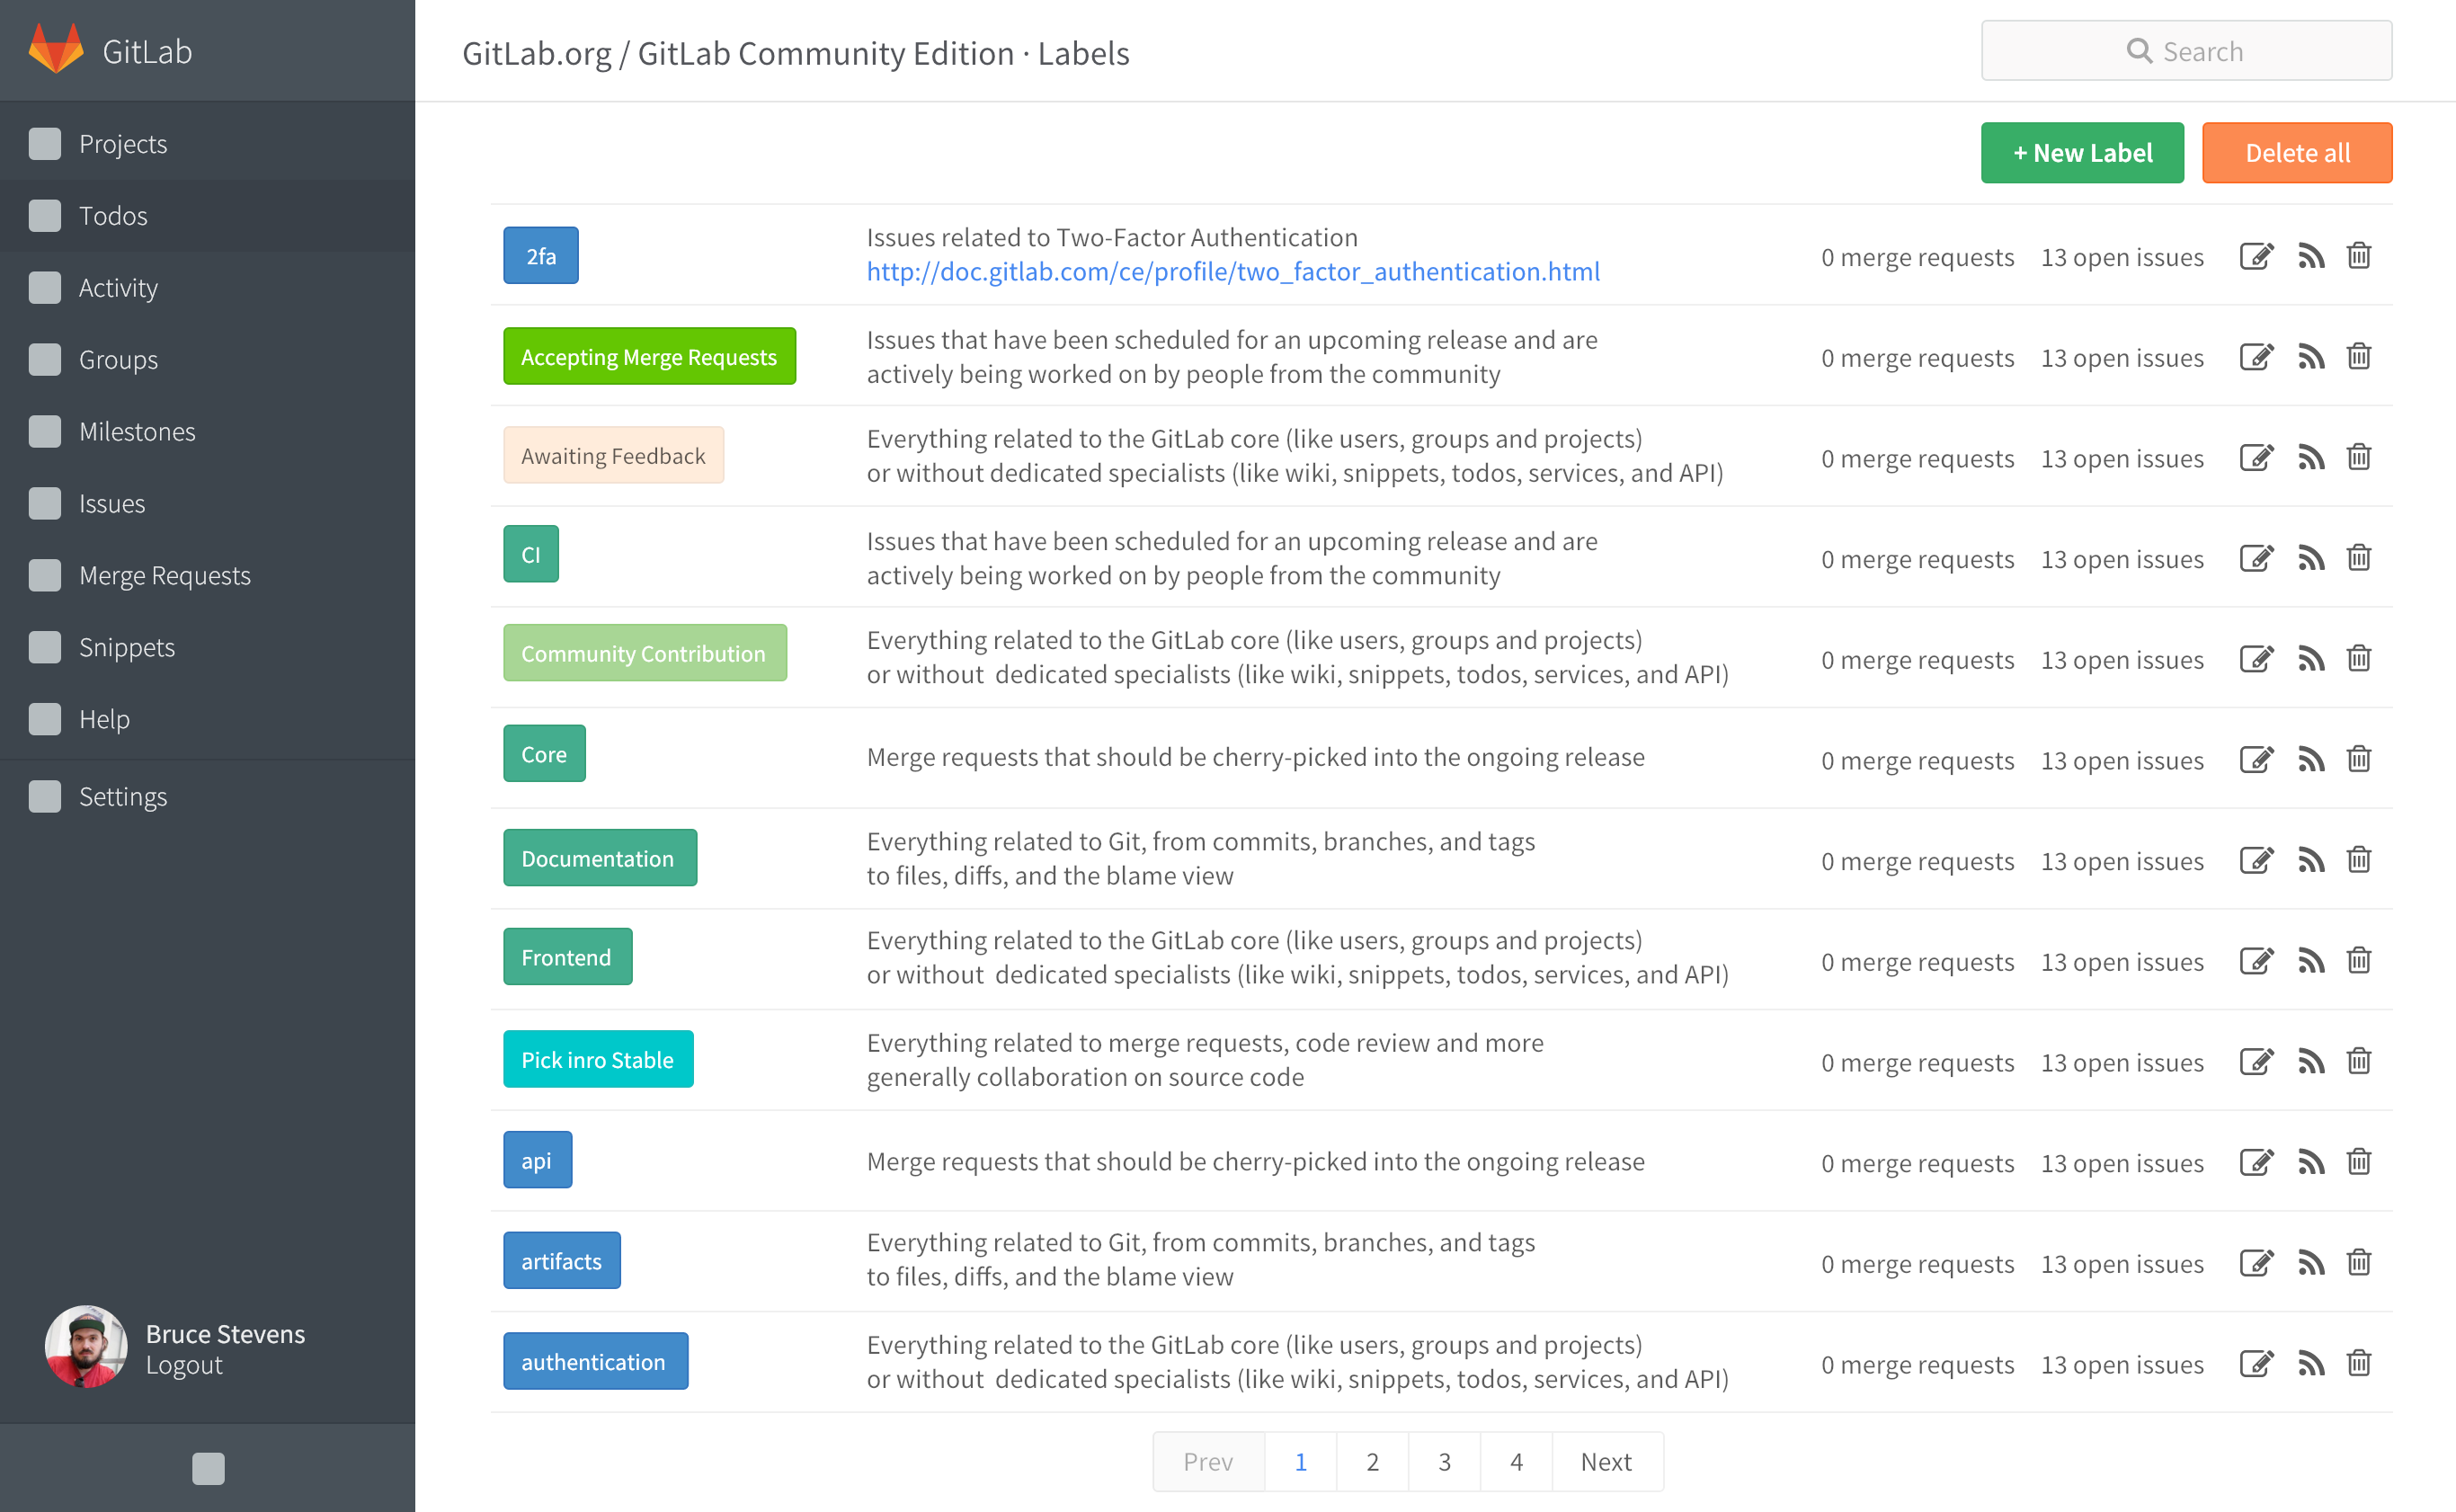 GitLab
Projects
Todos
Activity
Groups
Milestones
Issues
Merge Requests
Snippets
Help
Settings
Bruce Stevens
Logout
GitLab.org / GitLab Community Edition · Labels
Search
+ New Label
Delete all
2fa
Issues related to Two-Factor Authentication
http://doc.gitlab.com/ce/profile/two_factor_authentication.html
0 merge requests 13 open issues
Accepting Merge Requests
Issues that have been scheduled for an upcoming release and are
actively being worked on by people from the community
0 merge requests 13 open issues
Awaiting Feedback
Everything related to the GitLab core (like users, groups and projects)
or without dedicated specialists (like wiki, snippets, todos, services, and API)
0 merge requests 13 open issues
CI
Issues that have been scheduled for an upcoming release and are
actively being worked on by people from the community
0 merge requests 13 open issues
Community Contribution
Everything related to the GitLab core (like users, groups and projects)
or without dedicated specialists (like wiki, snippets, todos, services, and API)
0 merge requests 13 open issues
Core
Merge requests that should be cherry-picked into the ongoing release
0 merge requests 13 open issues
Documentation
Everything related to Git, from commits, branches, and tags
to files, diffs, and the blame view
0 merge requests 13 open issues
Frontend
Everything related to the GitLab core (like users, groups and projects)
or without dedicated specialists (like wiki, snippets, todos, services, and API)
0 merge requests 13 open issues
Pick inro Stable
Everything related to merge requests, code review and more
generally collaboration on source code
0 merge requests 13 open issues
api
Merge requests that should be cherry-picked into the ongoing release
0 merge requests 13 open issues
artifacts
Everything related to Git, from commits, branches, and tags
to files, diffs, and the blame view
0 merge requests 13 open issues
authentication
Everything related to the GitLab core (like users, groups and projects)
or without dedicated specialists (like wiki, snippets, todos, services, and API)
0 merge requests 13 open issues
Prev 1 2 3 4 Next